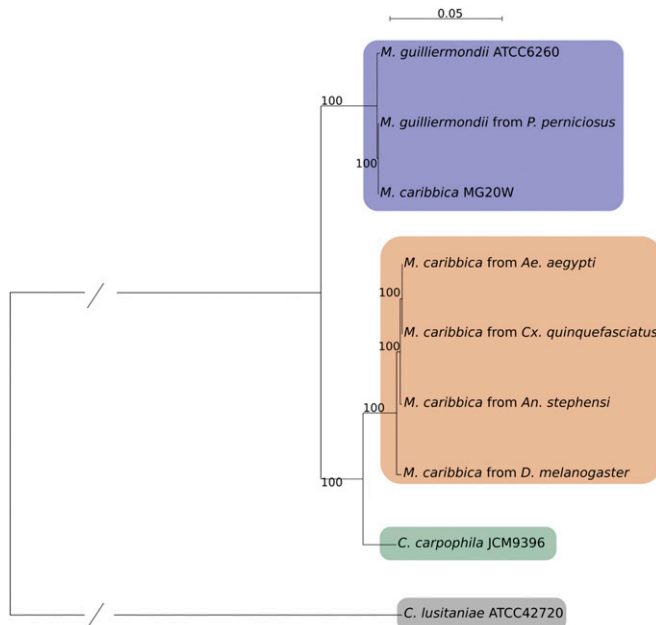 0.05
M. guilliermondii ATCC6260
100
M. guilliermondii from P. perniciosus
100
M. caribbica MG20W
M. caribbica from Ae. aegypti
100
M. caribbica from Cx. quinquefasciatus
100
M. caribbica from An. stephensi
100
M. caribbica from D. melanogaster
100
C. carpophila JCM9396
C. lusitaniae ATCC42720